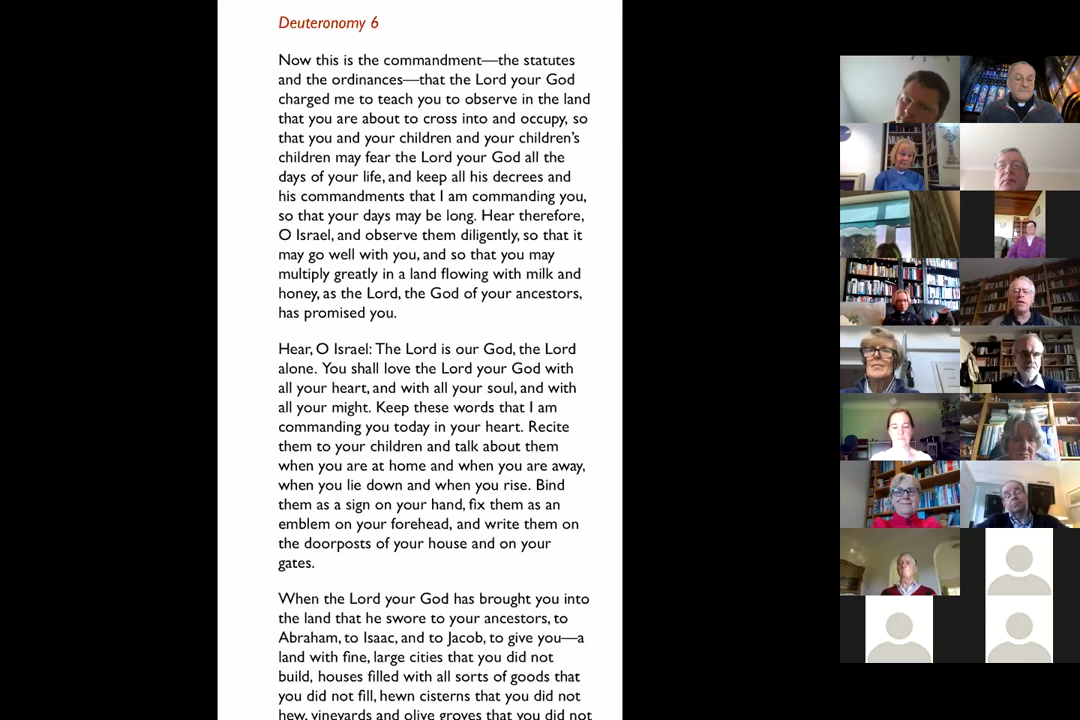 Deuteronomy 6
Now this is the commandment—the statutes
and the ordinances—that the Lord your God
charged me to teach you to observe in the land
that you are about to cross into and occupy, so
that you and your children and your children's
children may fear the Lord your God all the
days of your life, and keep all his decrees and
his commandments that I am commanding you,
so that your days may be long. Hear therefore,
O Israel, and observe them diligently, so that it
may go well with you, and so that you may
multiply greatly in a land flowing with milk and
honey, as the Lord, the God of your ancestors,
has promised you.
Hear, O Israel: The Lord is our God, the Lord
alone. You shall love the Lord your God with
all your heart, and with all your soul, and with
all your might. Keep these words that I am
commanding you today in your heart. Recite
them to your children and talk about them
when you are at home and when you are away,
when you lie down and when you rise. Bind
them as a sign on your hand, fix them as an
emblem on your forehead, and write them on
the doorposts of your house and on your
gates.
When the Lord your God has brought you into
the land that he swore to your ancestors, to
Abraham, to Isaac, and to Jacob, to give you—a
land with fine, large cities that you did not
build, houses filled with all sorts of goods that
you did not fill, hewn cisterns that you did not
hew, vineyards and olive groves that you did not